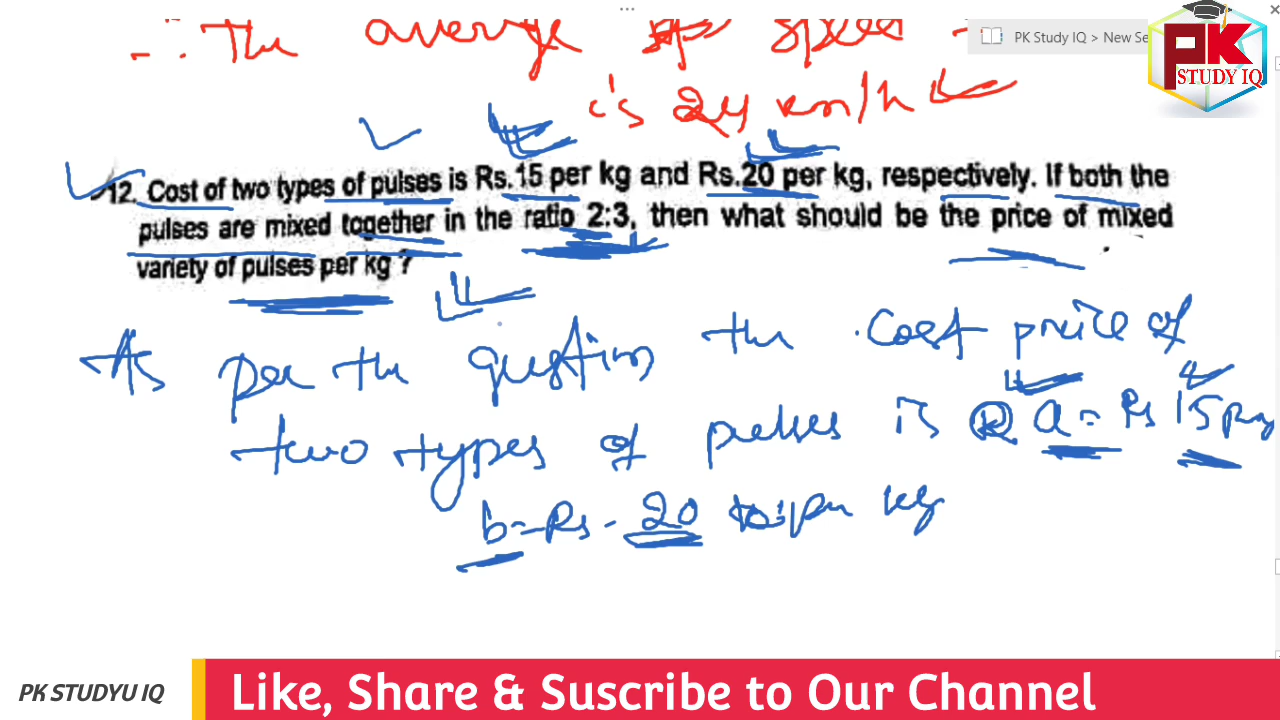 ∴ The average speed
PK Study IQ > New Se
PK
STUDY IQ
is 24 km/h
12. Cost of two types of pulses is Rs.15 per kg and Rs.20 per kg, respectively. If both the
pulses are mixed together in the ratio 2:3, then what should be the price of mixed
variety of pulses per kg ?
As per the question the cost price of
two types of pulses is a = Rs 15 per
b = Rs - 20 per kg
PK STUDYU IQ
Like, Share & Suscribe to Our Channel